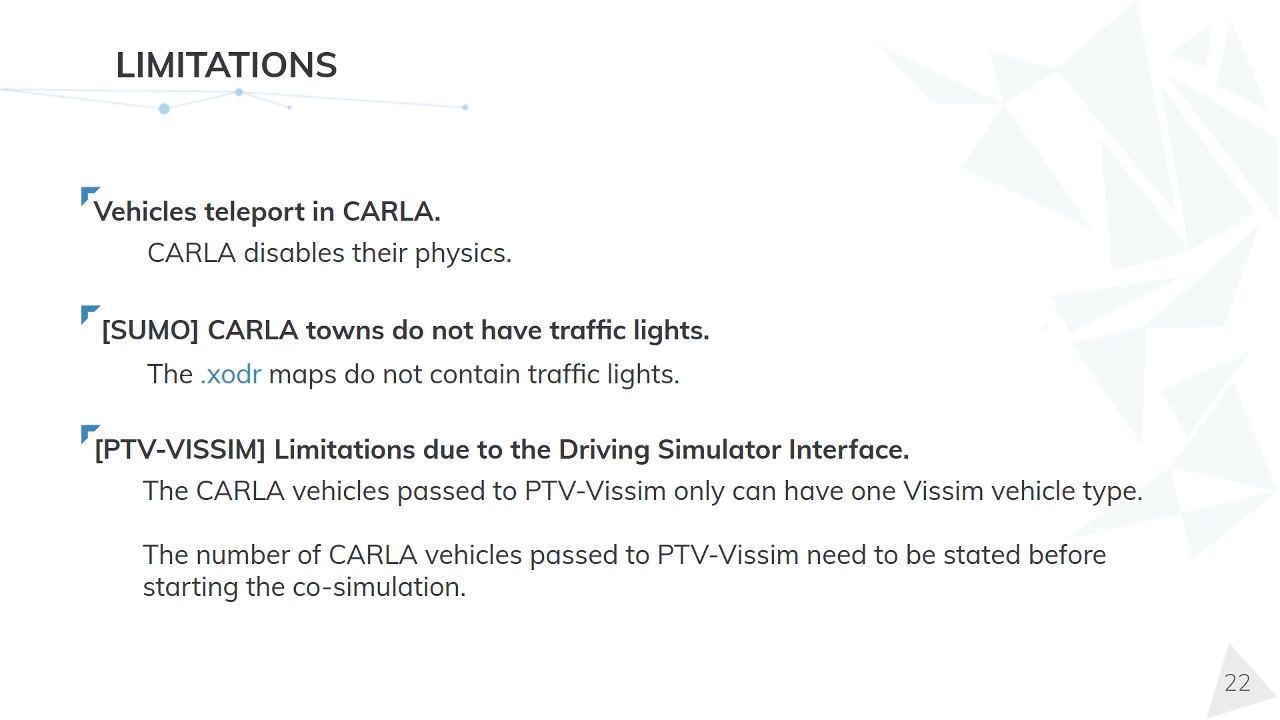 LIMITATIONS
Vehicles teleport in CARLA.
CARLA disables their physics.
[SUMO] CARLA towns do not have traffic lights.
The .xodr maps do not contain traffic lights.
[PTV-VISSIM] Limitations due to the Driving Simulator Interface.
The CARLA vehicles passed to PTV-Vissim only can have one Vissim vehicle type.
The number of CARLA vehicles passed to PTV-Vissim need to be stated before
starting the co-simulation.
22